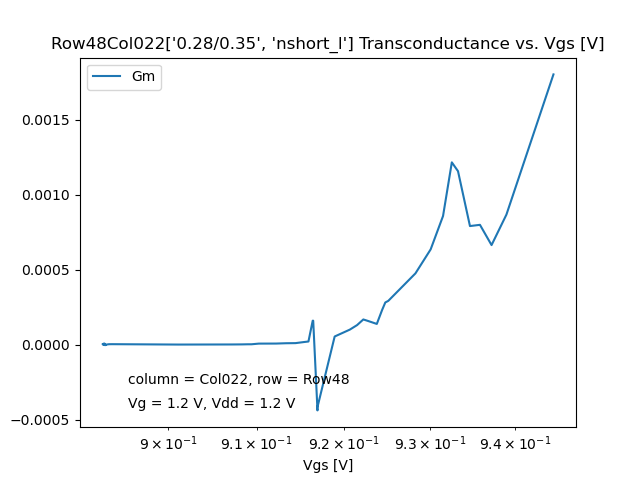 Row48Col022['0.28/0.35', 'nshort_l'] Transconductance vs. Vgs [V]
Gm
0.0015
0.0010
0.0005
0.0000
−0.0005
column = Col022, row = Row48
Vg = 1.2 V, Vdd = 1.2 V
9 × 10⁻¹ 9.1 × 10⁻¹ 9.2 × 10⁻¹ 9.3 × 10⁻¹ 9.4 × 10⁻¹
Vgs [V]